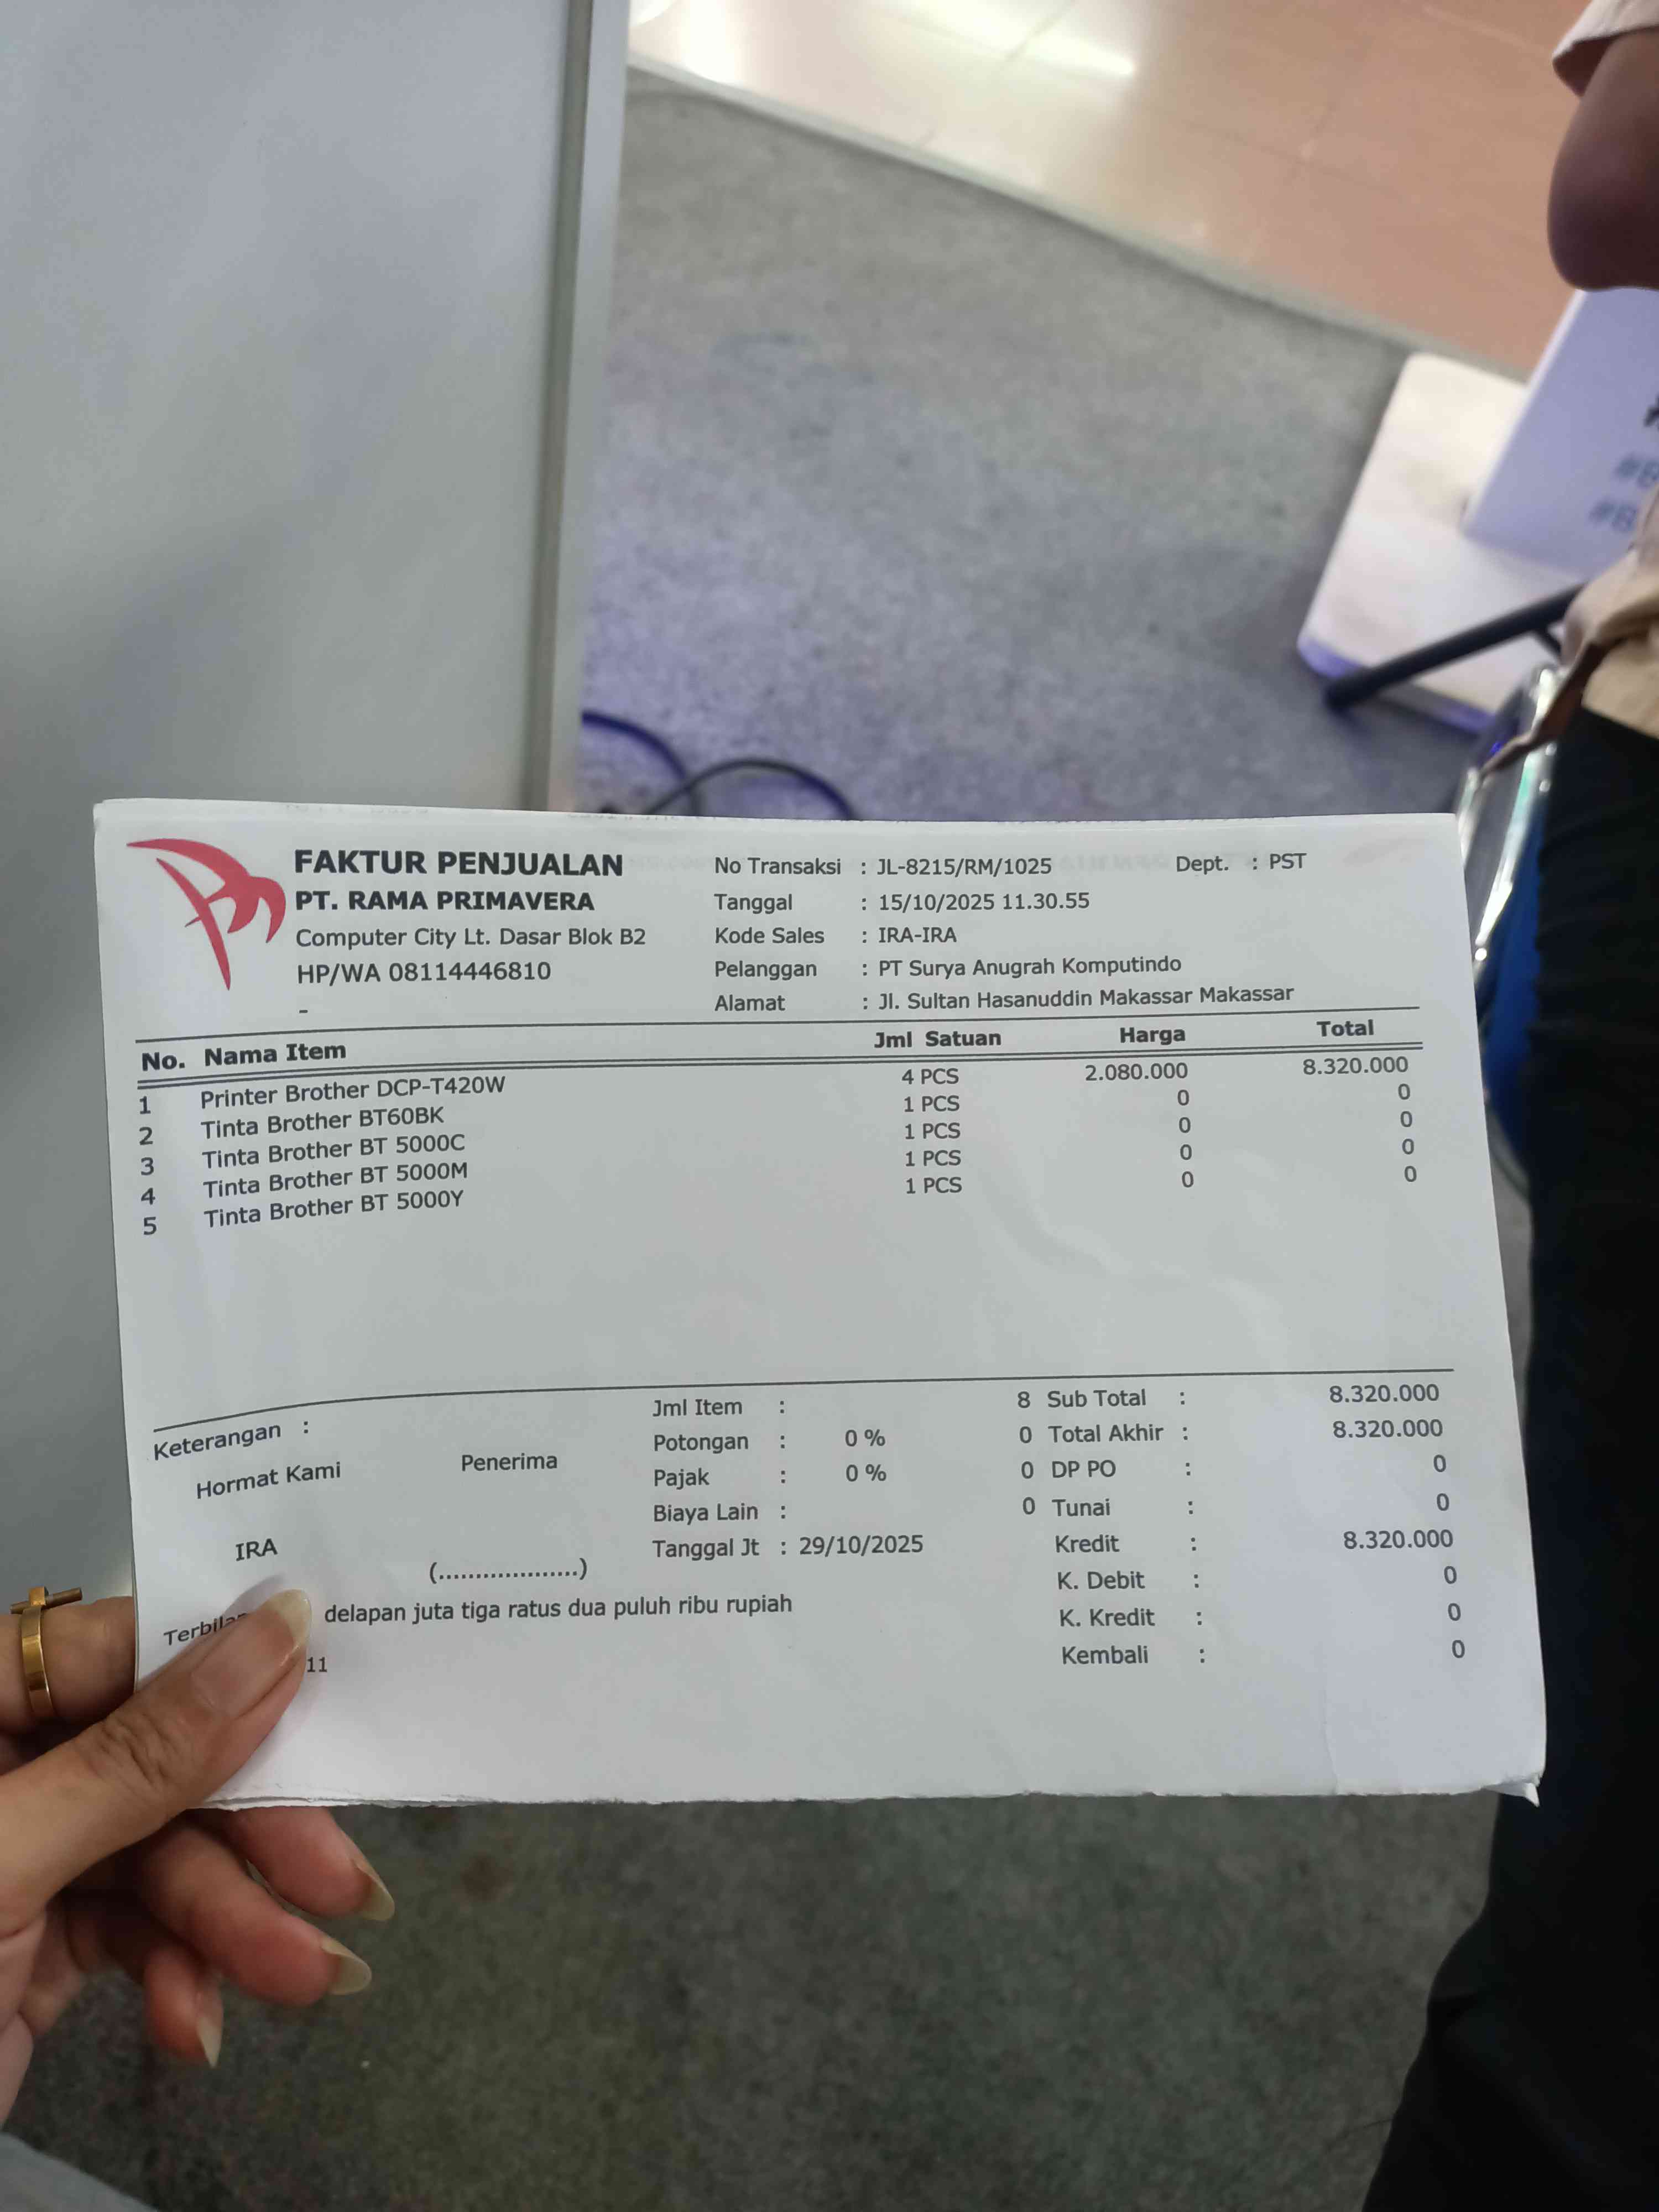 FAKTUR PENJUALAN
PT. RAMA PRIMAVERA
Computer City Lt. Dasar Blok B2
HP/WA 08114446810
-
No Transaksi : JL-8215/RM/1025 Dept. : PST
Tanggal : 15/10/2025 11.30.55
Kode Sales : IRA-IRA
Pelanggan : PT Surya Anugrah Komputindo
Alamat : Jl. Sultan Hasanuddin Makassar Makassar
No. Nama Item Jml Satuan Harga Total
1 Printer Brother DCP-T420W 4 PCS 2.080.000 8.320.000
2 Tinta Brother BT60BK 1 PCS 0 0
3 Tinta Brother BT 5000C 1 PCS 0 0
4 Tinta Brother BT 5000M 1 PCS 0 0
5 Tinta Brother BT 5000Y 1 PCS 0 0
Keterangan :
Hormat Kami Penerima
IRA (...................)
Jml Item : 8
Potongan : 0 % 0
Pajak : 0 % 0
Biaya Lain : 0
Tanggal Jt : 29/10/2025
Sub Total : 8.320.000
Total Akhir : 8.320.000
DP PO : 0
Tunai : 0
Kredit : 8.320.000
K. Debit : 0
K. Kredit : 0
Kembali : 0
delapan juta tiga ratus dua puluh ribu rupiah
11